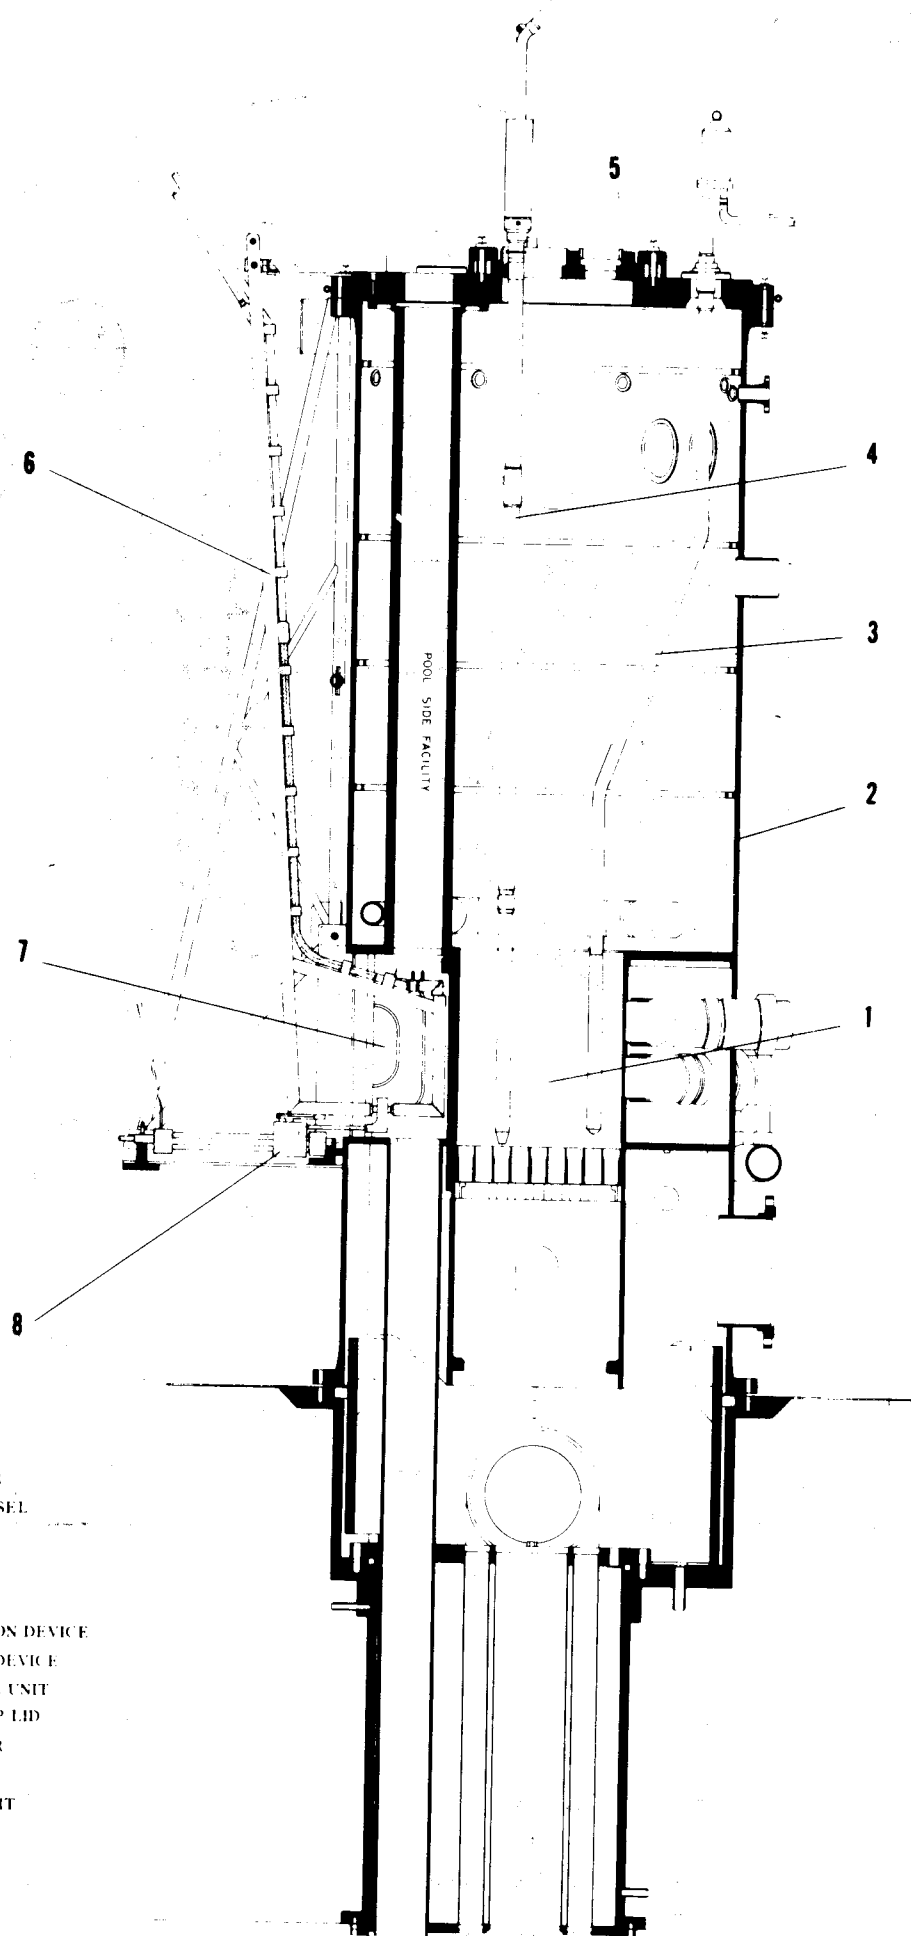 5
6
4
POOL SIDE FACILITY
3
2
7
1
8
SEL
ON DEVICE
DEVICE
UNIT
P LID
R
IT